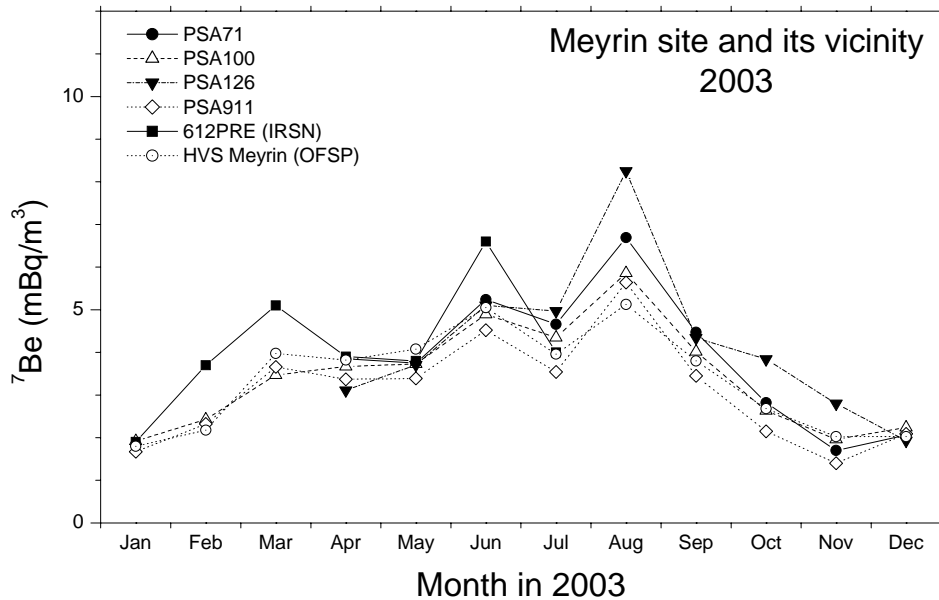 Meyrin site and its vicinity
2003
PSA71
PSA100
PSA126
PSA911
612PRE (IRSN)
HVS Meyrin (OFSP)
10
5
0
⁷Be (mBq/m³)
Jan Feb Mar Apr May Jun Jul Aug Sep Oct Nov Dec
Month in 2003